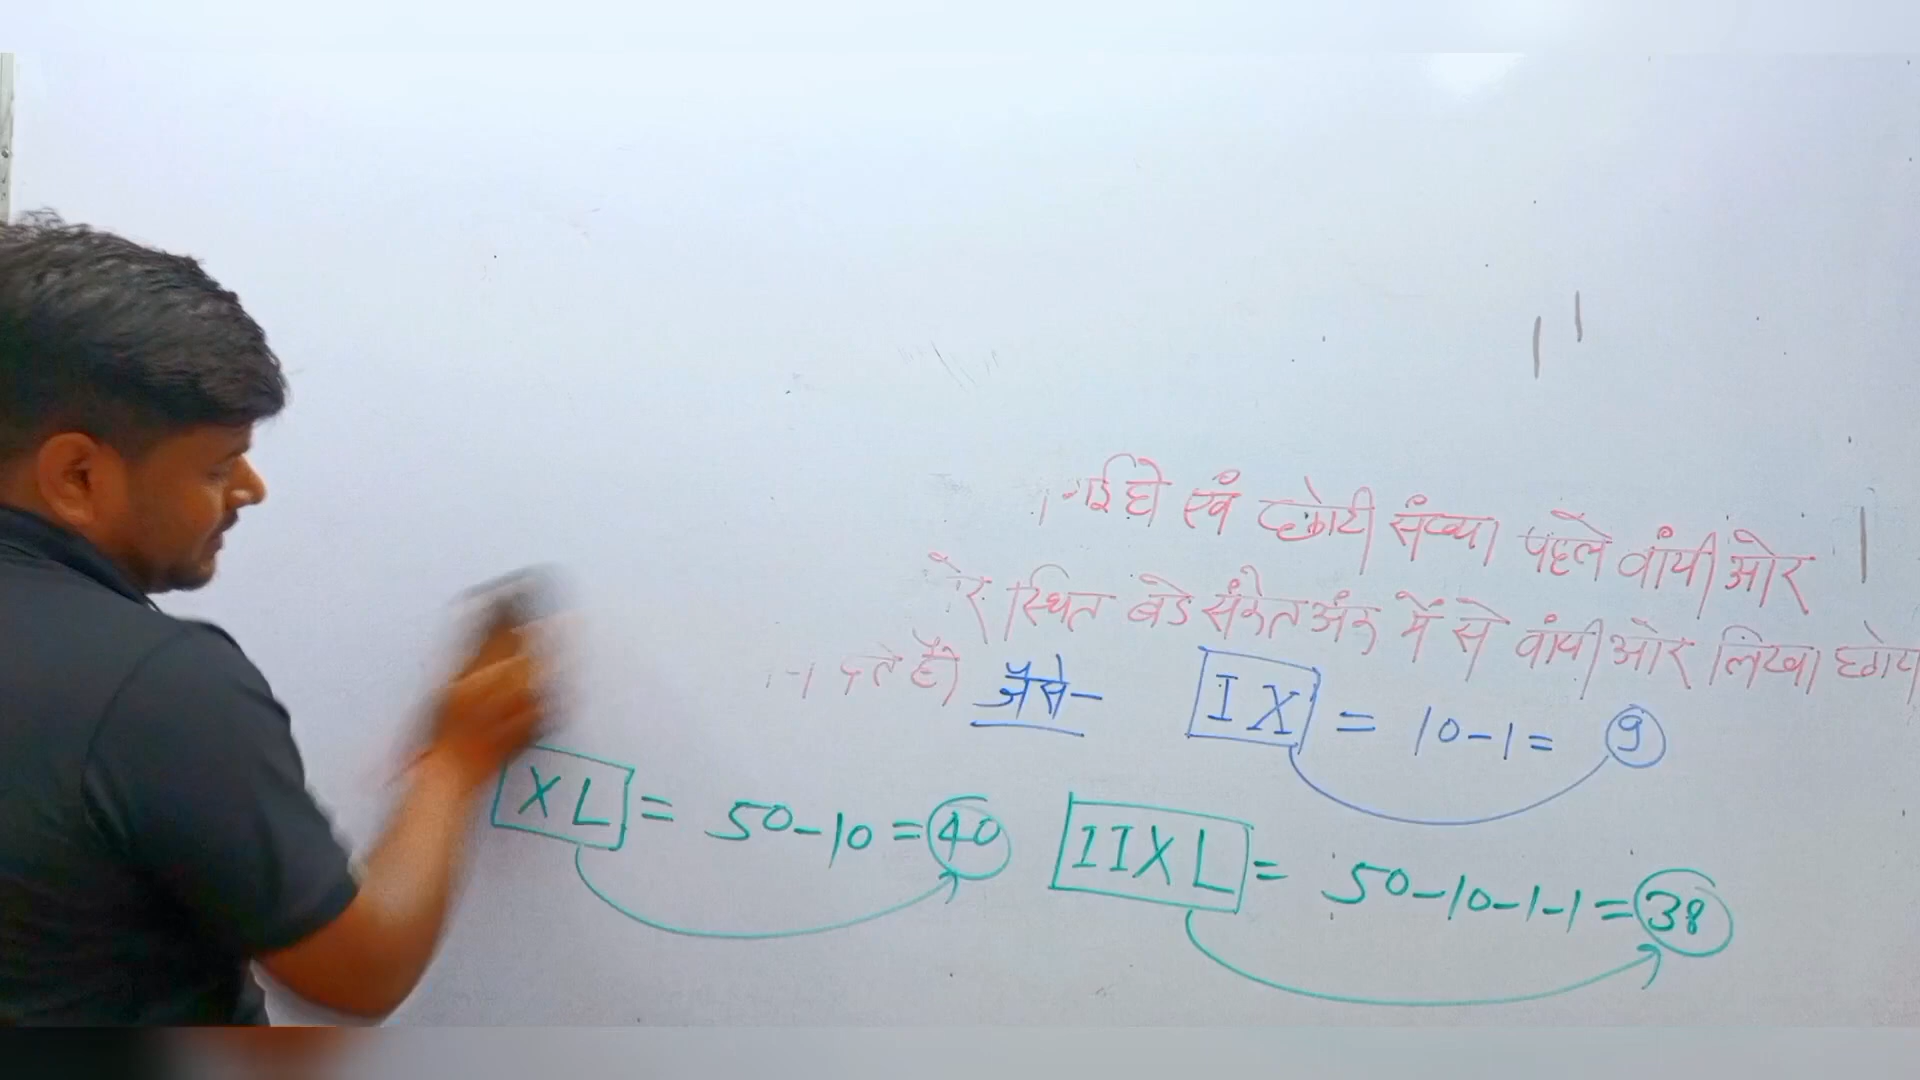 गई हो एवं छोटी संख्या पहले वांयी ओर
स्थित बडे संकेत अंक में से वांयी ओर लिखा छोटा
ते है। जैसे- IX = 10-1= 9
XL = 50-10 = 40 IIXL = 50-10-1-1 = 38